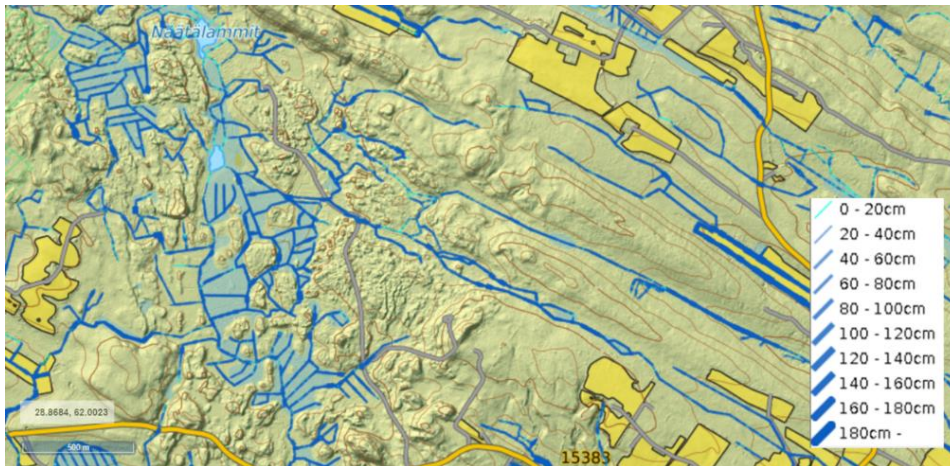 Naatalammit
0 - 20cm
20 - 40cm
40 - 60cm
60 - 80cm
80 - 100cm
100 - 120cm
120 - 140cm
140 - 160cm
160 - 180cm
180cm -
28.8684, 62.0023
500 m
15383